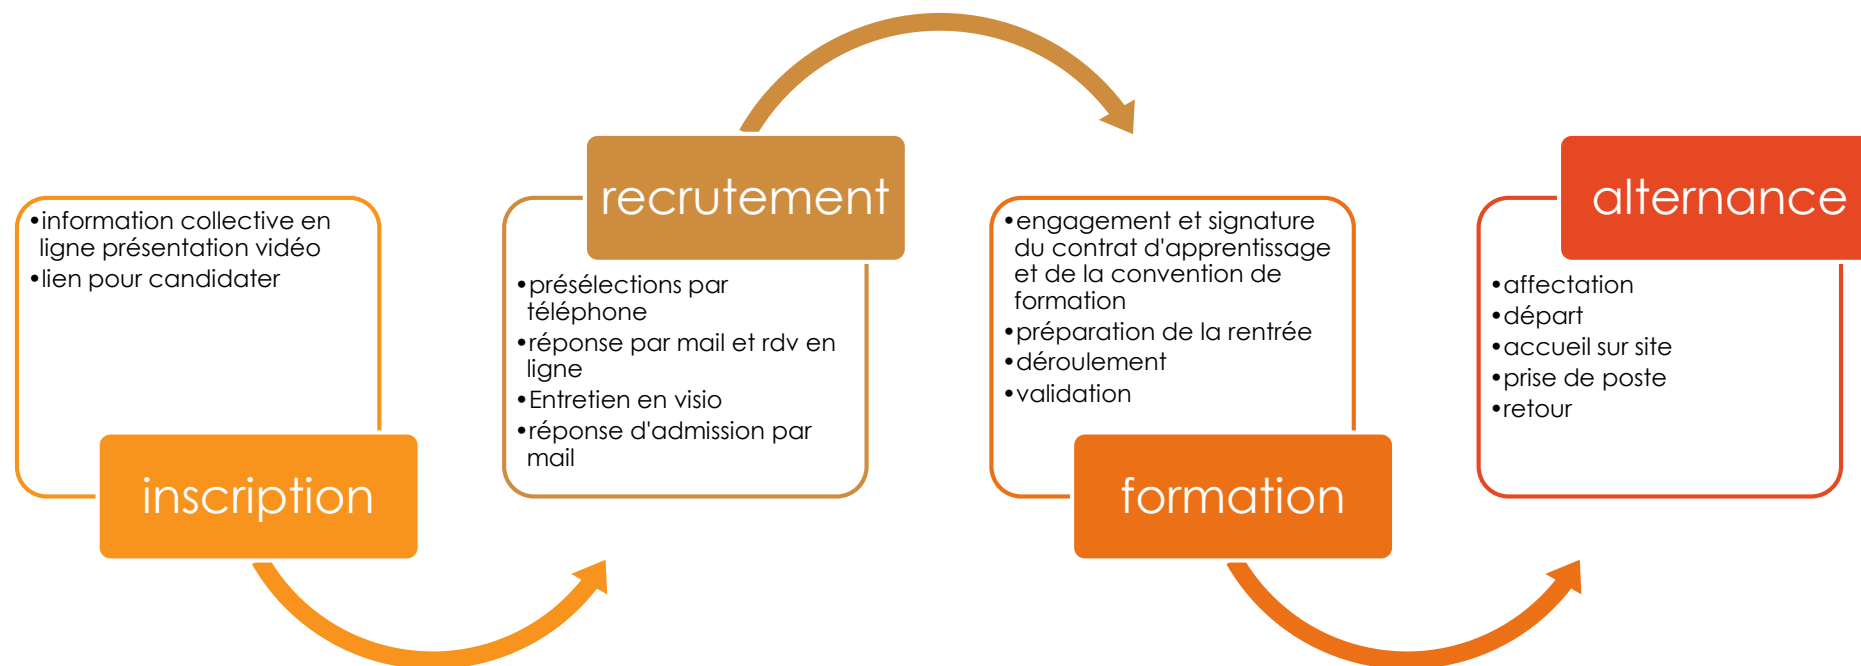 •information collective en
ligne présentation vidéo
•lien pour candidater
inscription
recrutement
•présélections par
téléphone
•réponse par mail et rdv en
ligne
•Entretien en visio
•réponse d'admission par
mail
•engagement et signature
du contrat d'apprentissage
et de la convention de
formation
•préparation de la rentrée
•déroulement
•validation
formation
alternance
•affectation
•départ
•accueil sur site
•prise de poste
•retour